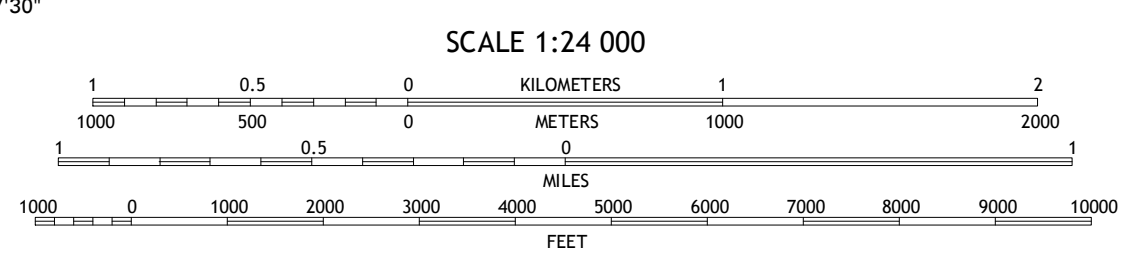 '30"
SCALE 1:24 000
1 0.5 0 KILOMETERS 1 2
1000 500 0 METERS 1000 2000
1 0.5 0 1
MILES
1000 0 1000 2000 3000 4000 5000 6000 7000 8000 9000 10000
FEET